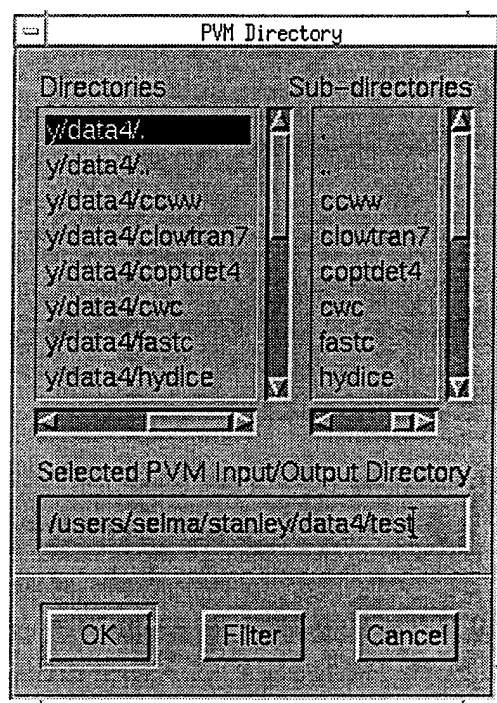 PVM Directory
Directories
Sub-directories
y/data4/.
y/data4/..
y/data4/ccww
y/data4/clowtran7
y/data4/coptdet4
y/data4/cwc
y/data4/fastc
y/data4/hydice
.
..
ccww
clowtran7
coptdet4
cwc
fastc
hydice
Selected PVM Input/Output Directory
/users/selma/stanley/data4/test
OK
Filter
Cancel